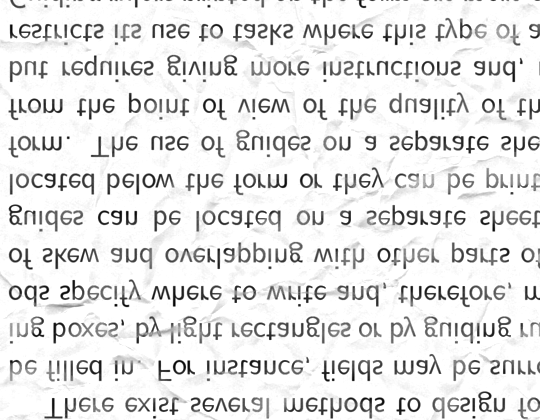 There exist several methods to design fo
be filled in. For instance, fields may be surro
ing boxes, by light rectangles or by guiding ru
ods specify where to write and, therefore, m
of skew and overlapping with other parts of
guides can be located on a separate sheet
located below the form or they can be print
form. The use of guides on a separate she
from the point of view of the quality of th
but requires giving more instructions and,
restricts its use to tasks where this type of a